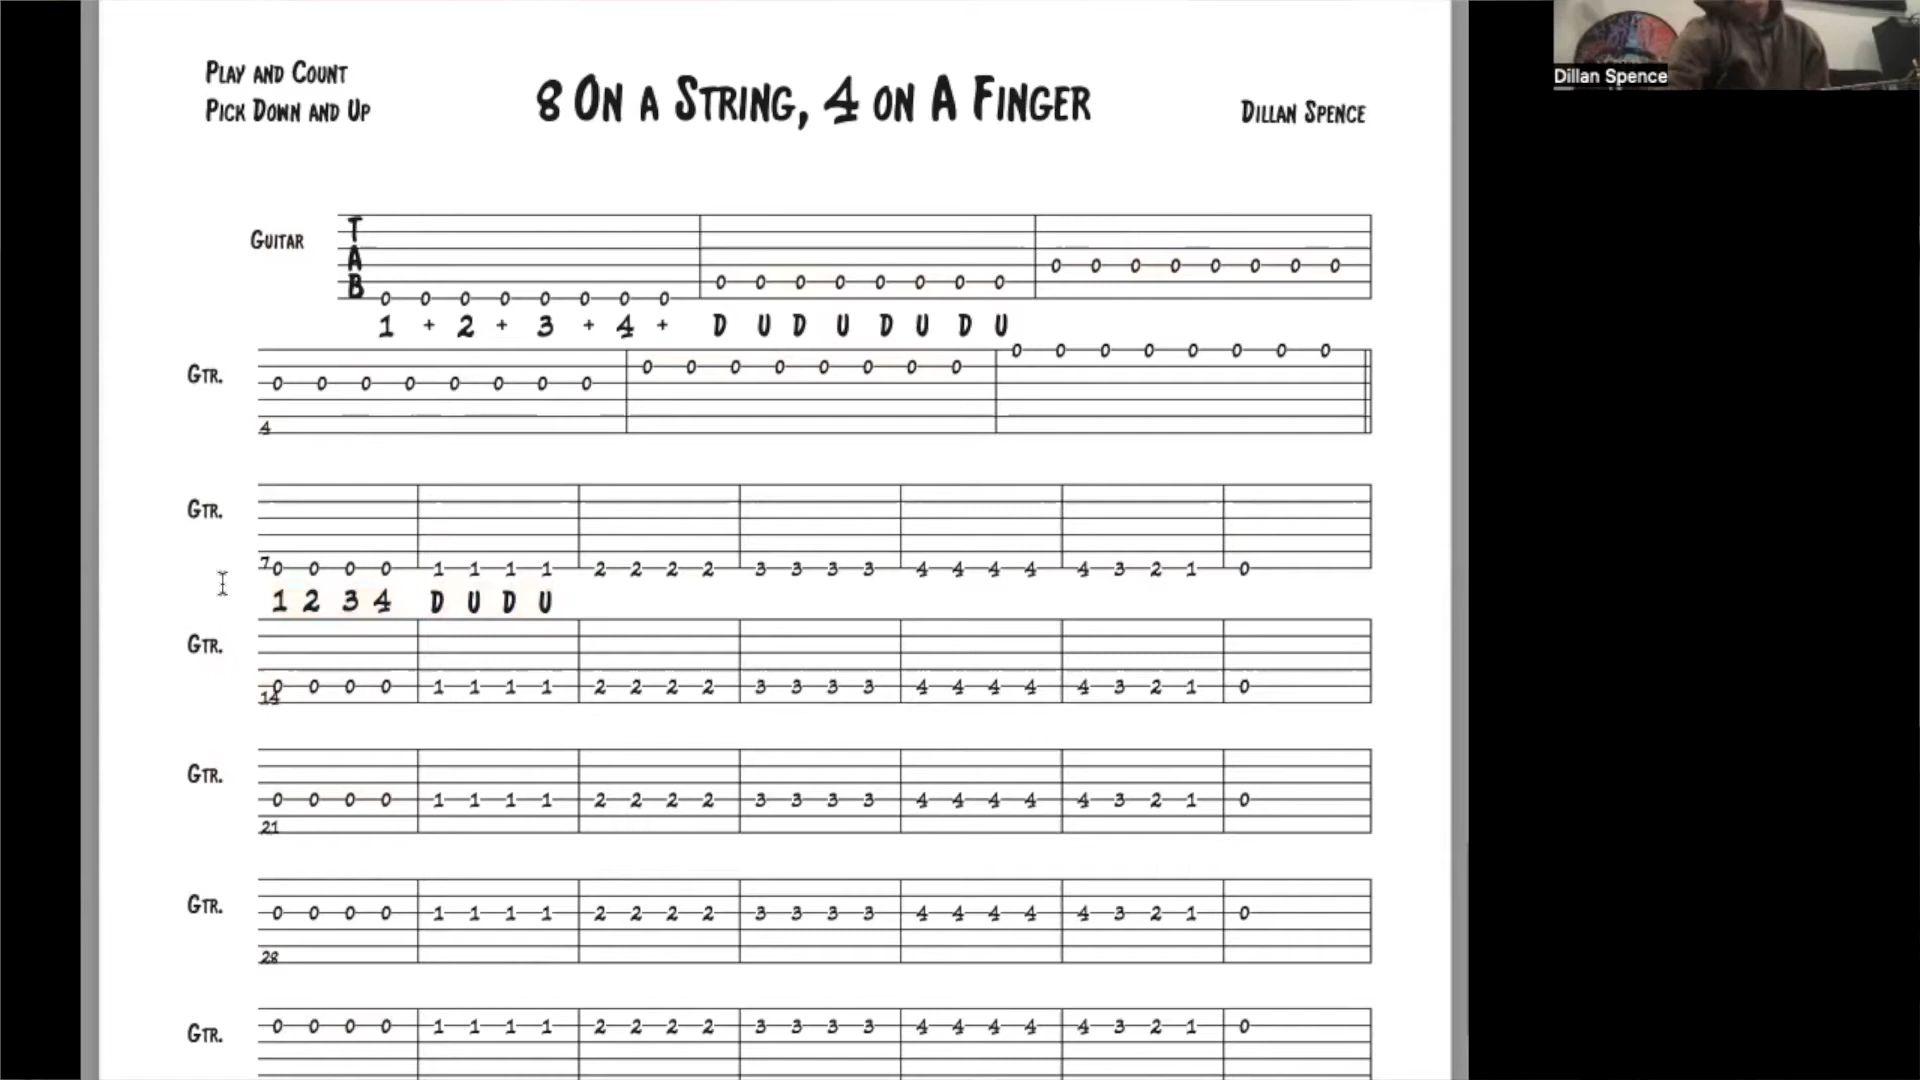 Dillan Spence
Play and Count
Pick Down and Up
8 On a String, 4 on A Finger
Dillan Spence
Guitar
T
A
B
0 0 0 0 0 0 0 0 0 0 0 0 0 0 0 0 0 0 0 0 0 0 0 0
1 + 2 + 3 + 4 + D U D U D U D U
Gtr.
0 0 0 0 0 0 0 0 0 0 0 0 0 0 0 0 0 0 0 0 0 0 0 0
4
Gtr.
7 0 0 0 0 1 1 1 1 2 2 2 2 3 3 3 3 4 4 4 4 4 3 2 1 0
1 2 3 4 D U D U
Gtr.
0 0 0 0 1 1 1 1 2 2 2 2 3 3 3 3 4 4 4 4 4 3 2 1 0
14
Gtr.
0 0 0 0 1 1 1 1 2 2 2 2 3 3 3 3 4 4 4 4 4 3 2 1 0
21
Gtr.
0 0 0 0 1 1 1 1 2 2 2 2 3 3 3 3 4 4 4 4 4 3 2 1 0
28
Gtr.
0 0 0 0 1 1 1 1 2 2 2 2 3 3 3 3 4 4 4 4 4 3 2 1 0